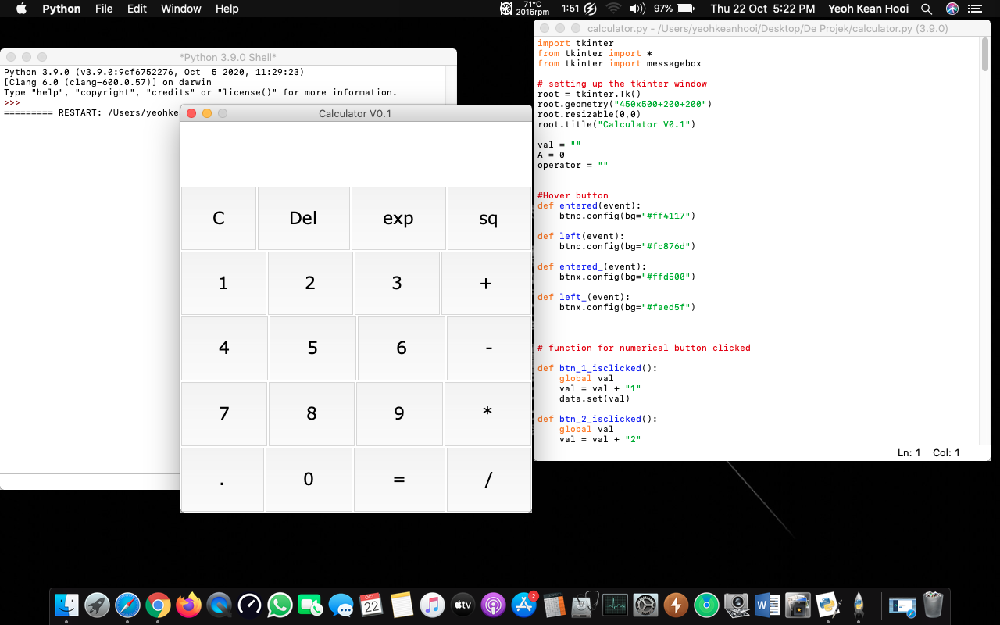 Python File Edit Window Help 71°C 2016rpm 1:51 97% Thu 22 Oct 5:22 PM Yeoh Kean Hooi
*Python 3.9.0 Shell*
Python 3.9.0 (v3.9.0:9cf6752276, Oct  5 2020, 11:29:23)
[Clang 6.0 (clang-600.0.57)] on darwin
Type "help", "copyright", "credits" or "license()" for more information.
>>>
========= RESTART: /Users/yeohkea
Calculator V0.1
C Del exp sq
1 2 3 +
4 5 6 -
7 8 9 *
. 0 = /
calculator.py - /Users/yeohkeanhooi/Desktop/De Projek/calculator.py (3.9.0)
import tkinter
from tkinter import *
from tkinter import messagebox
# setting up the tkinter window
root = tkinter.Tk()
root.geometry("450x500+200+200")
root.resizable(0,0)
root.title("Calculator V0.1")
val = ""
A = 0
operator = ""
#Hover button
def entered(event):
    btnc.config(bg="#ff4117")
def left(event):
    btnc.config(bg="#fc876d")
def entered_(event):
    btnx.config(bg="#ffd500")
def left_(event):
    btnx.config(bg="#faed5f")
# function for numerical button clicked
def btn_1_isclicked():
    global val
    val = val + "1"
    data.set(val)
def btn_2_isclicked():
    global val
    val = val + "2"
Ln: 1 Col: 1
OCT
22
tv
2
W